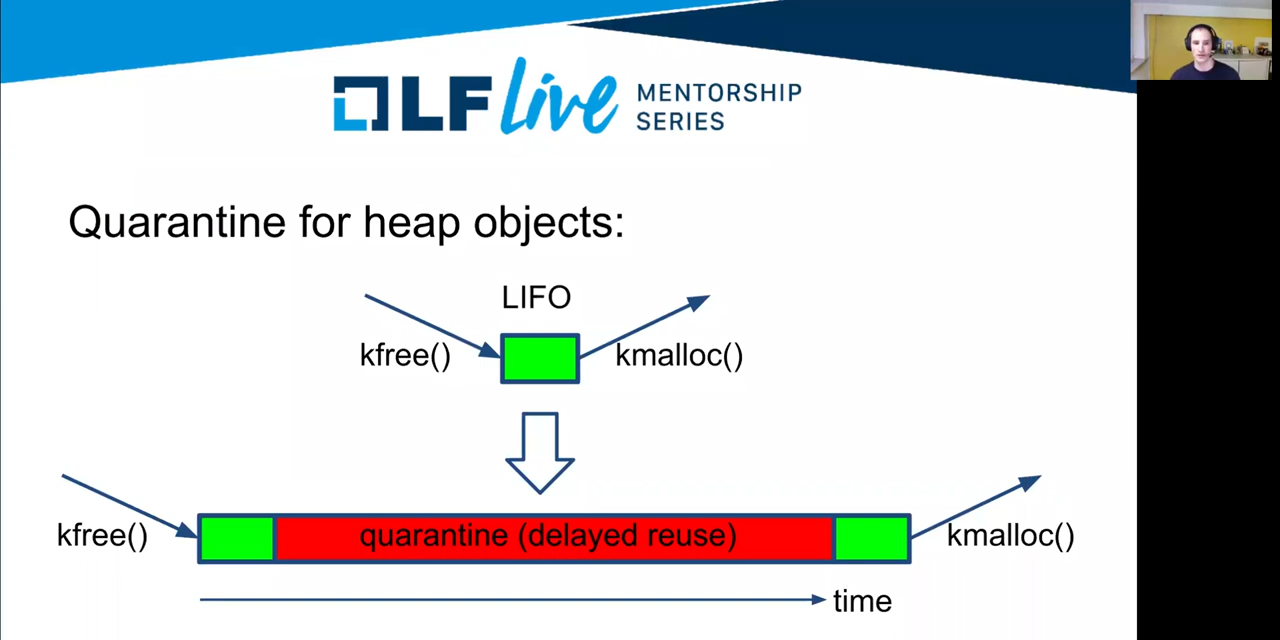 LF Live MENTORSHIP
SERIES
Quarantine for heap objects:
LIFO
kfree()
kmalloc()
kfree()
quarantine (delayed reuse)
kmalloc()
time